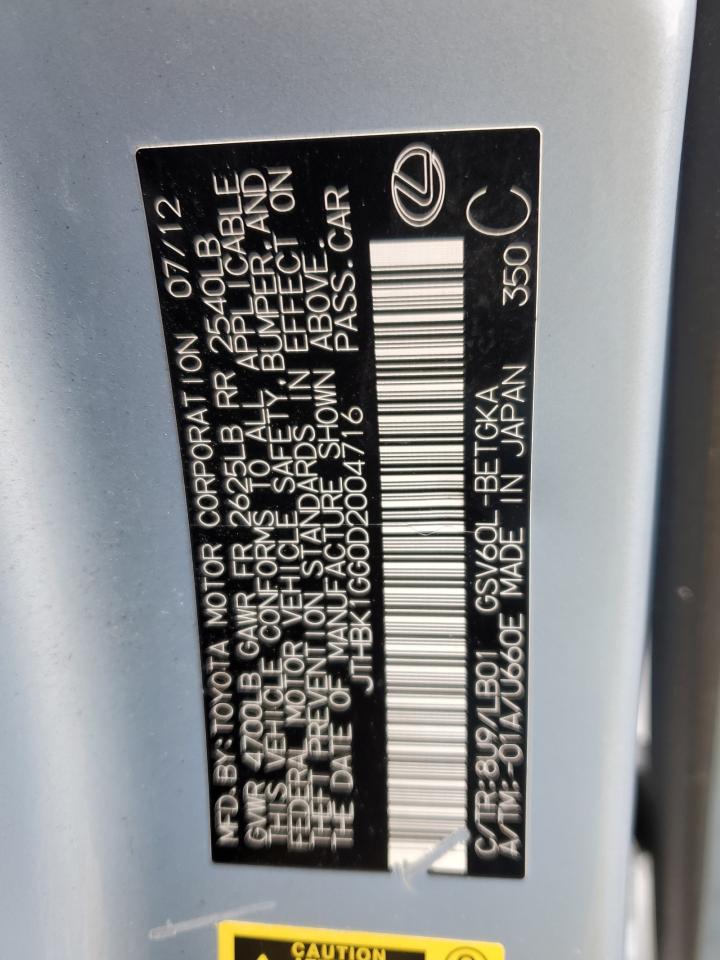 MFD. BY: TOYOTA MOTOR CORPORATION 07/12
GVWR 4700LB GAWR FR 2625LB RR 2540LB
THIS VEHICLE CONFORMS TO ALL APPLICABLE
FEDERAL MOTOR VEHICLE SAFETY, BUMPER, AND
THEFT PREVENTION STANDARDS IN EFFECT ON
THE DATE OF MANUFACTURE SHOWN ABOVE.
JTHBK1GG0D2004716 PASS. CAR
C/TR:8U9/LB01 GSV60L-BETGKA
A/TM:-01A/U660E MADE IN JAPAN 350 C
CAUTION